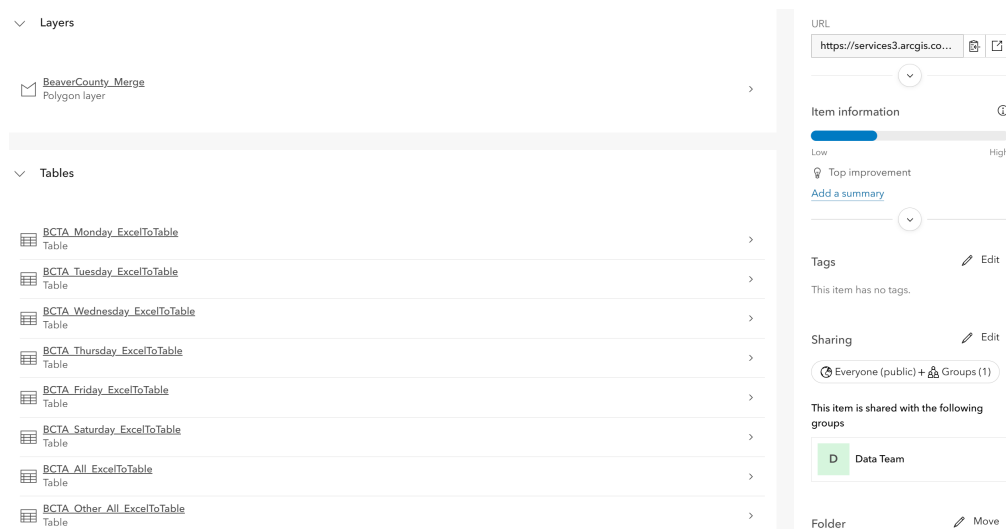 Layers
BeaverCounty_Merge
Polygon layer
Tables
BCTA_Monday_ExcelToTable
Table
BCTA_Tuesday_ExcelToTable
Table
BCTA_Wednesday_ExcelToTable
Table
BCTA_Thursday_ExcelToTable
Table
BCTA_Friday_ExcelToTable
Table
BCTA_Saturday_ExcelToTable
Table
BCTA_All_ExcelToTable
Table
BCTA_Other_All_ExcelToTable
Table
URL
https://services3.arcgis.co...
Item information
Low High
Top improvement
Add a summary
Tags Edit
This item has no tags.
Sharing Edit
Everyone (public) + Groups (1)
This item is shared with the following
groups
D Data Team
Folder Move